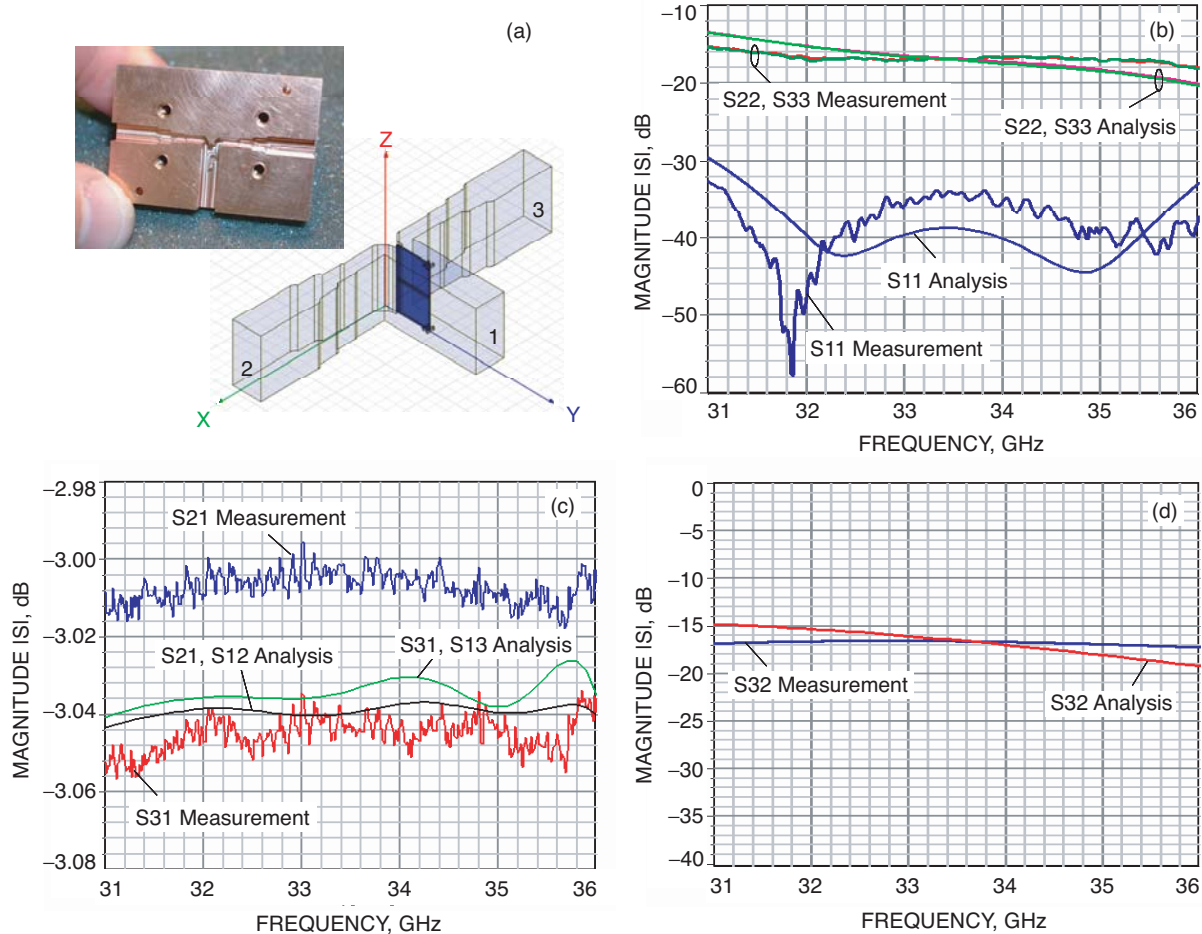 (a)
Z
3
1
2
X
Y
(b)
MAGNITUDE ISI, dB
–10
–20
–30
–40
–50
–60
S22, S33 Measurement
S22, S33 Analysis
S11 Analysis
S11 Measurement
31 32 33 34 35 36
FREQUENCY, GHz
(c)
MAGNITUDE ISI, dB
–2.98
–3.00
–3.02
–3.04
–3.06
–3.08
S21 Measurement
S31, S13 Analysis
S21, S12 Analysis
S31 Measurement
31 32 33 34 35 36
FREQUENCY, GHz
(d)
MAGNITUDE ISI, dB
0
–5
–10
–15
–20
–25
–30
–35
–40
S32 Measurement
S32 Analysis
31 32 33 34 35 36
FREQUENCY, GHz